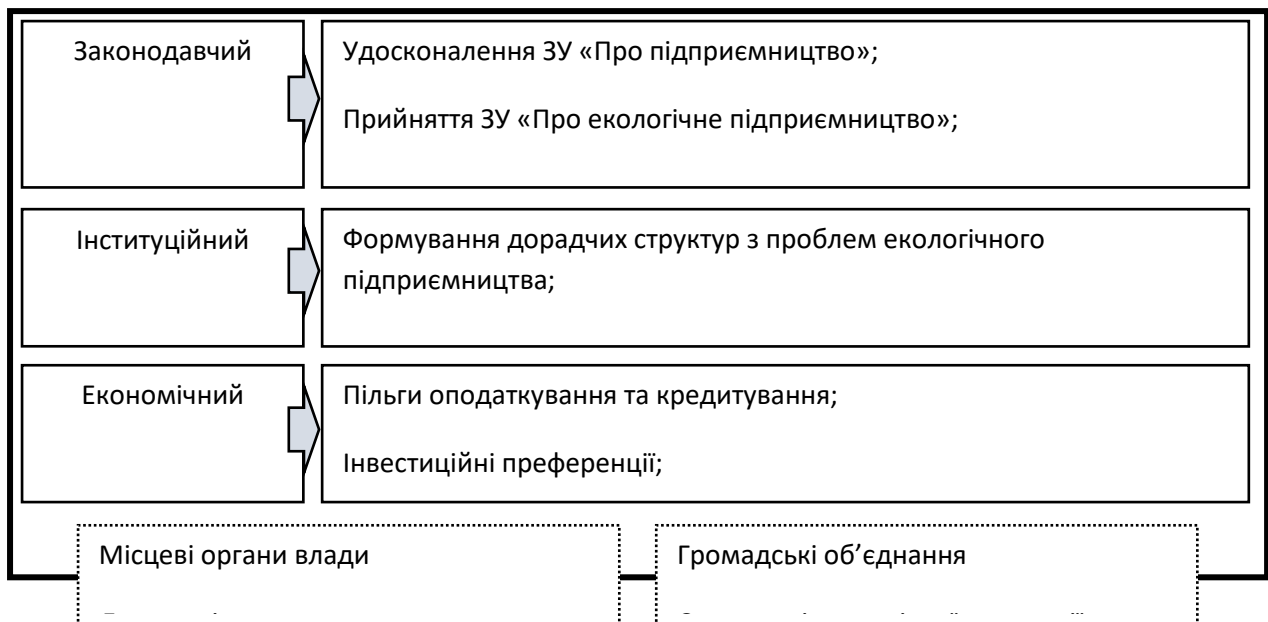 Законодавчий
Удосконалення ЗУ «Про підприємництво»;
Прийняття ЗУ «Про екологічне підприємництво»;
Інституційний
Формування дорадчих структур з проблем екологічного
підприємництва;
Економічний
Пільги оподаткування та кредитування;
Інвестиційні преференції;
Місцеві органи влади
Громадські об’єднання